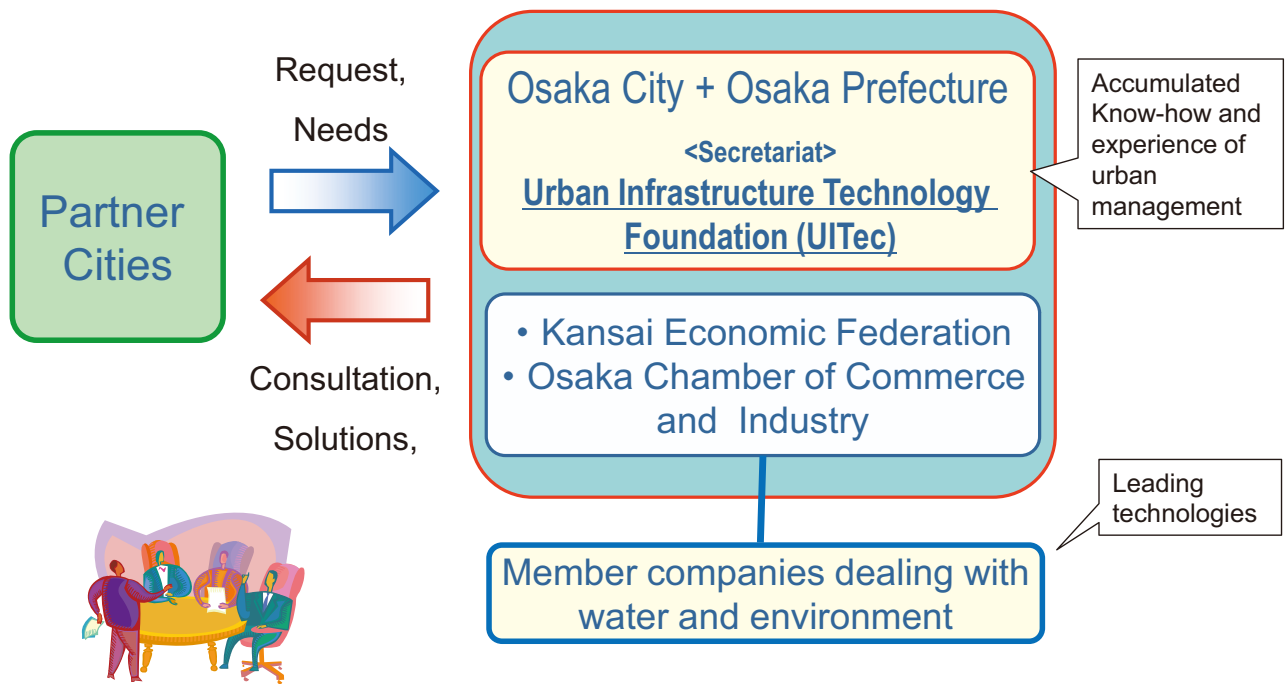 Request,
Needs
Partner
Cities
Consultation,
Solutions,
Osaka City + Osaka Prefecture
<Secretariat>
Urban Infrastructure Technology
Foundation (UITec)
• Kansai Economic Federation
• Osaka Chamber of Commerce
and Industry
Member companies dealing with
water and environment
Accumulated
Know-how and
experience of
urban
management
Leading
technologies